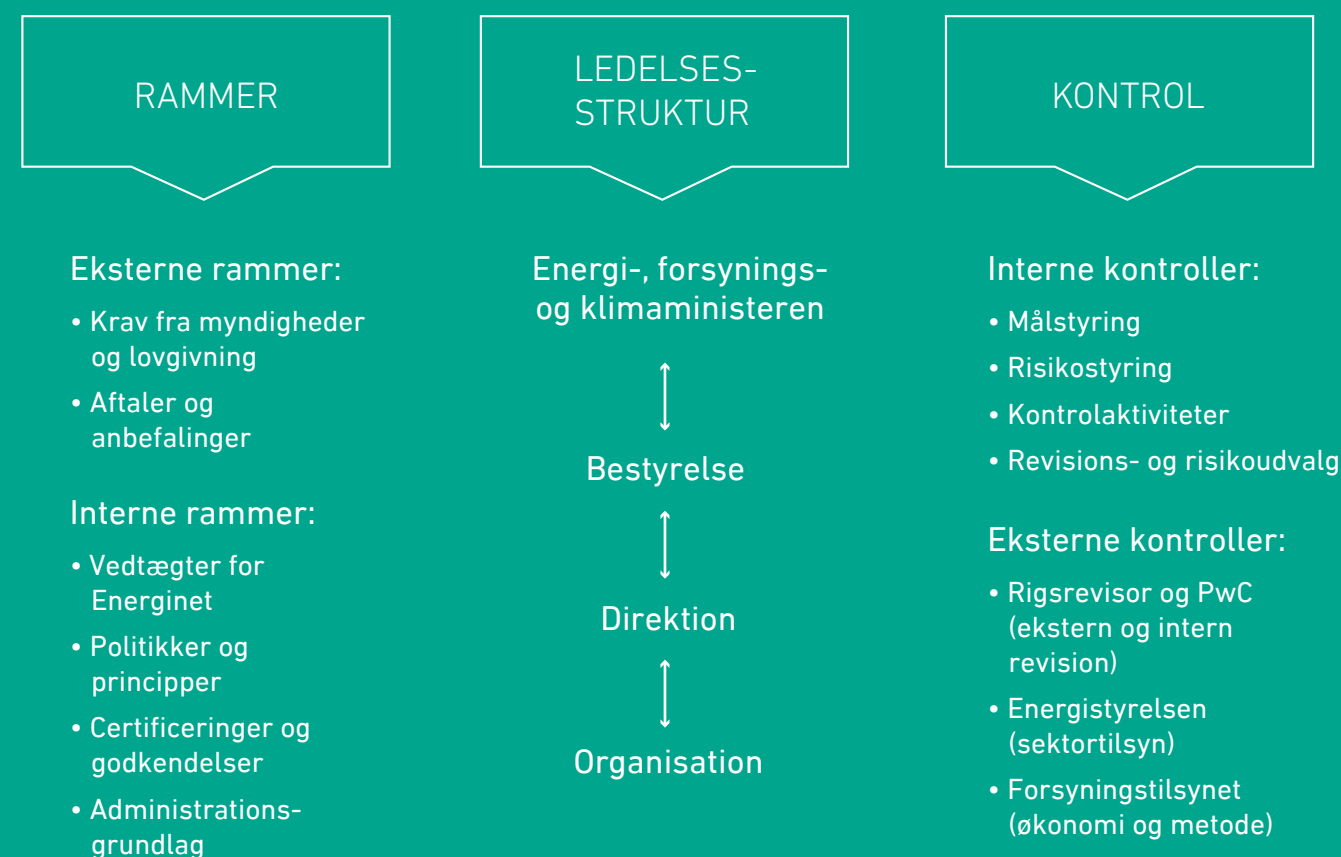 RAMMER
Eksterne rammer:
• Krav fra myndigheder
og lovgivning
• Aftaler og
anbefalinger
Interne rammer:
• Vedtægter for
Energinet
• Politikker og
principper
• Certificeringer og
godkendelser
• Administrations-
grundlag
LEDELSES-
STRUKTUR
Energi-, forsynings-
og klimaministeren
Bestyrelse
Direktion
Organisation
KONTROL
Interne kontroller:
• Målstyring
• Risikostyring
• Kontrolaktiviteter
• Revisions- og risikoudvalg
Eksterne kontroller:
• Rigsrevisor og PwC
(ekstern og intern
revision)
• Energistyrelsen
(sektortilsyn)
• Forsyningstilsynet
(økonomi og metode)